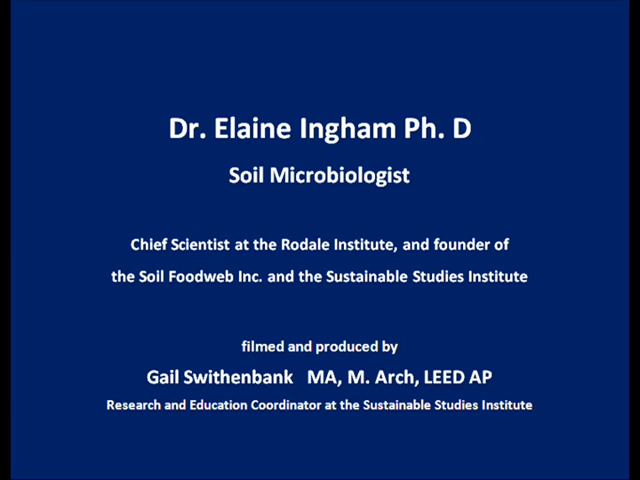 Dr. Elaine Ingham Ph. D
Soil Microbiologist
Chief Scientist at the Rodale Institute, and founder of
the Soil Foodweb Inc. and the Sustainable Studies Institute
filmed and produced by
Gail Swithenbank MA, M. Arch, LEED AP
Research and Education Coordinator at the Sustainable Studies Institute